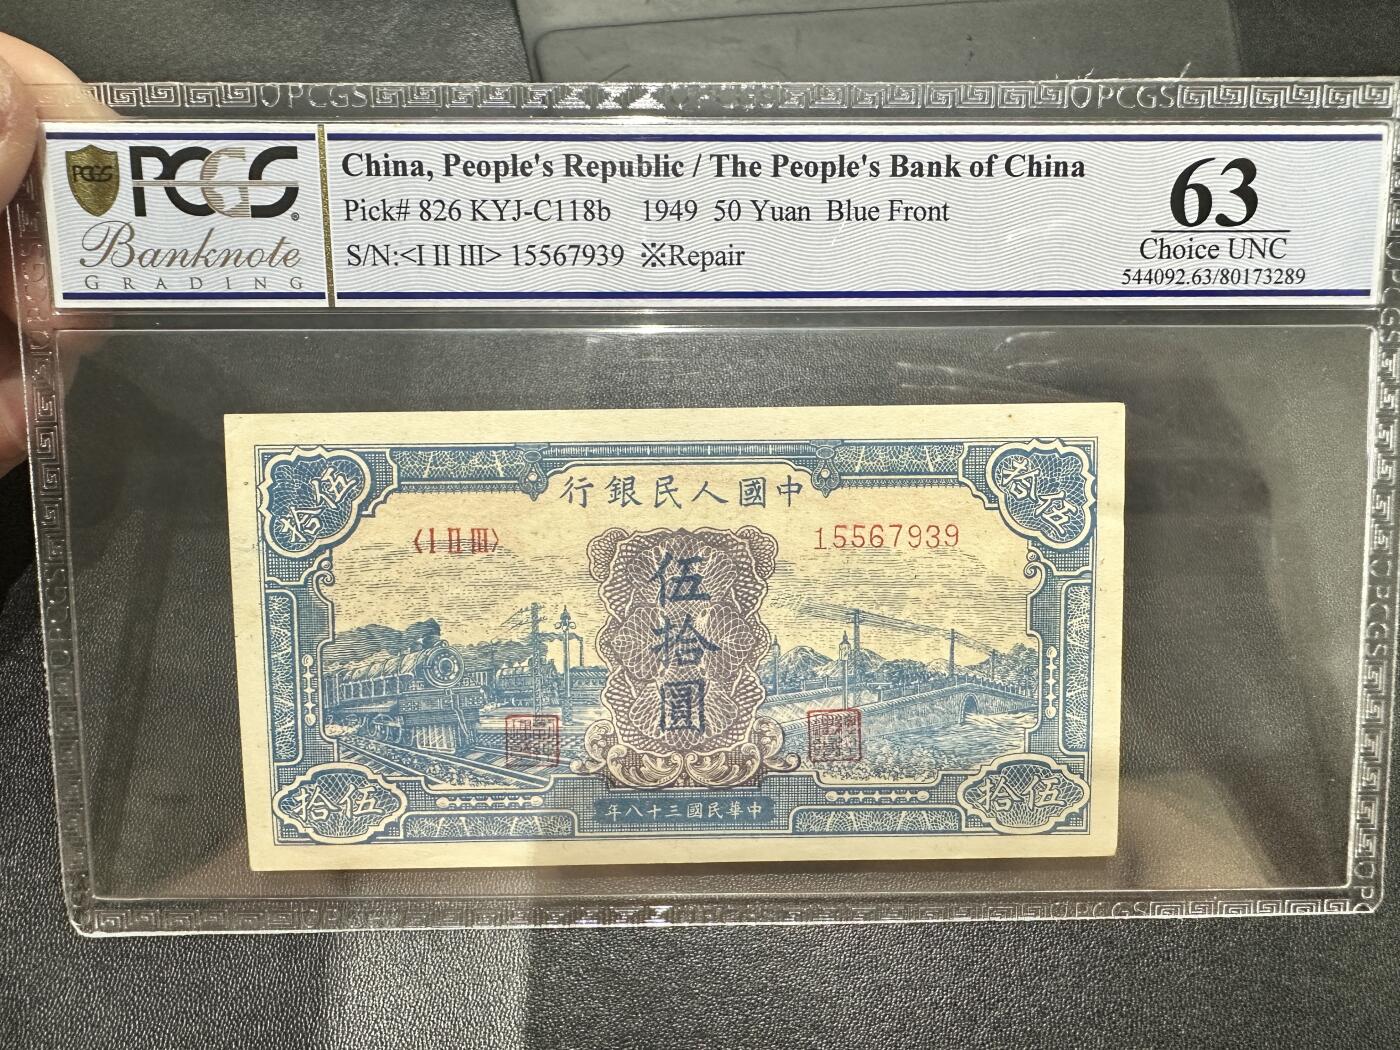 PCGS
PCGS
Banknote
GRADING
China, People's Republic / The People's Bank of China
Pick# 826 KYJ-C118b 1949 50 Yuan Blue Front
S/N:<I II III> 15567939 ※Repair
63
Choice UNC
544092.63/80173289
行銀民人國中
拾伍
拾伍
〈I II III〉
15567939
伍拾圓
拾伍
拾伍
年八十三國民華中